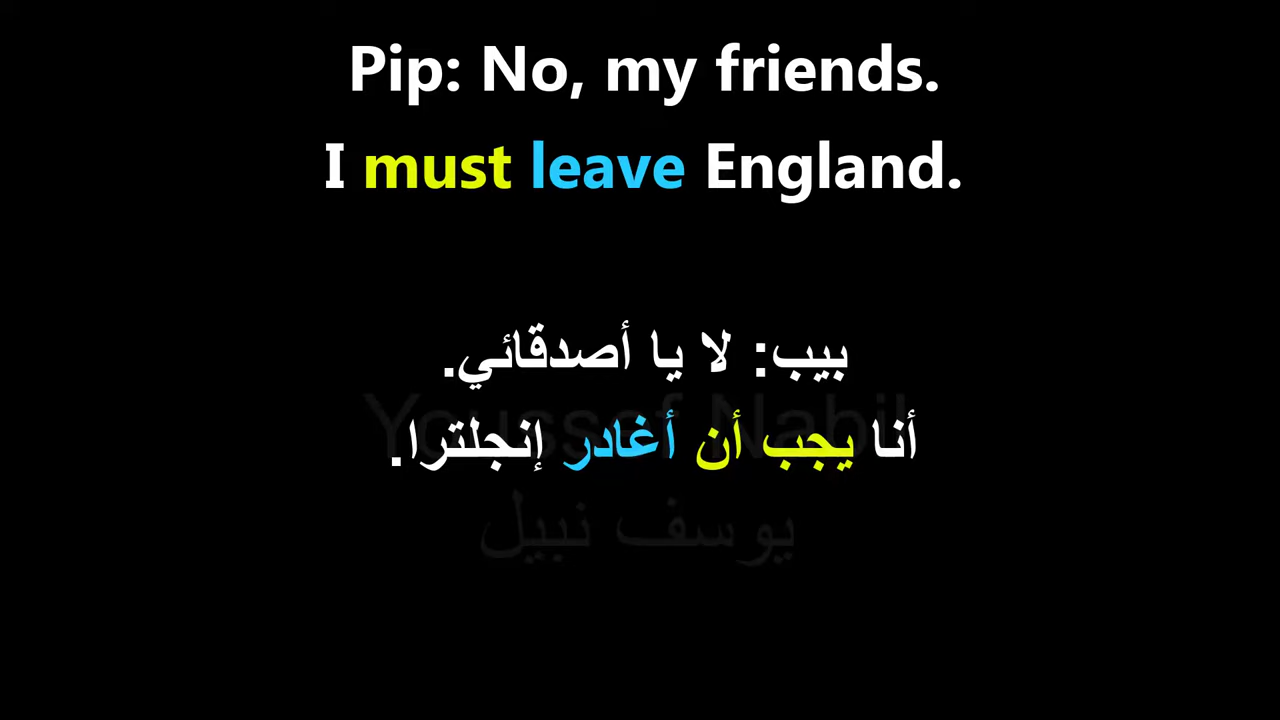 Pip: No, my friends.
I must leave England.
بيب: لا يا أصدقائي.
أنا يجب أن أغادر إنجلترا.
Youssef Nabil
يوسف نبيل